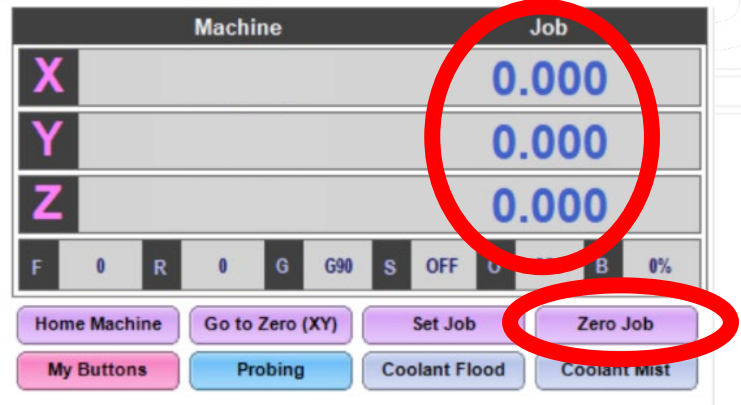 Machine Job
X 0.000
Y 0.000
Z 0.000
F 0 R 0 G G90 S OFF B 0%
Home Machine Go to Zero (XY) Set Job Zero Job
My Buttons Probing Coolant Flood Coolant Mist